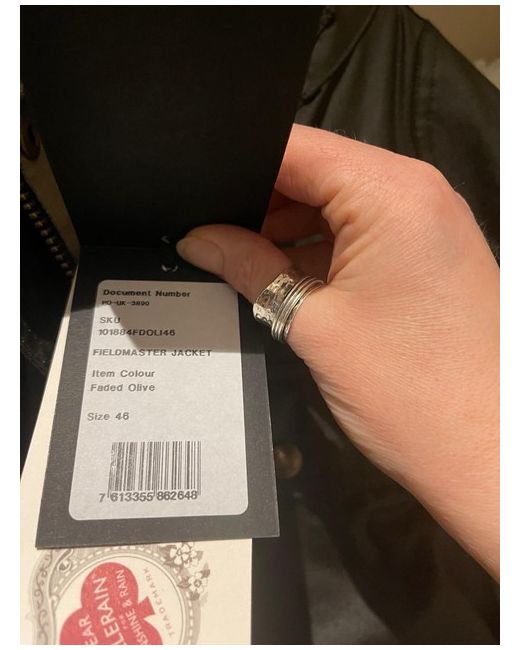 Document Number
PO-UK-3890
SKU
101884FDOLI46
FIELDMASTER JACKET
Item Colour
Faded Olive
Size 46
7 613355 862648
& RAIN
TRADEMARK